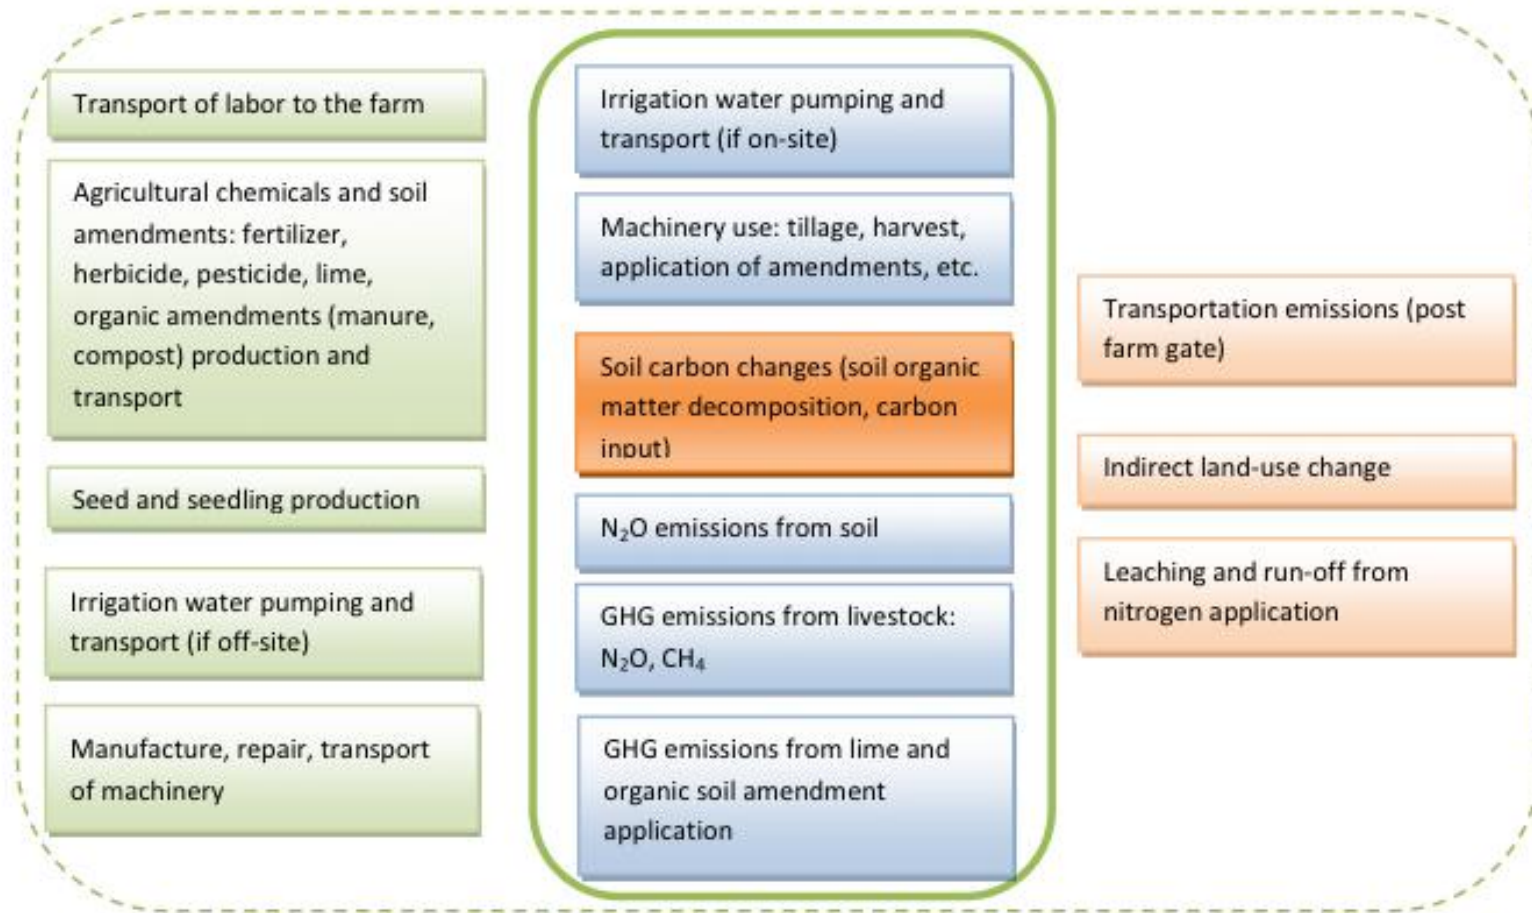 Transport of labor to the farm
Agricultural chemicals and soil
amendments: fertilizer,
herbicide, pesticide, lime,
organic amendments (manure,
compost) production and
transport
Seed and seedling production
Irrigation water pumping and
transport (if off-site)
Manufacture, repair, transport
of machinery
Irrigation water pumping and
transport (if on-site)
Machinery use: tillage, harvest,
application of amendments, etc.
Soil carbon changes (soil organic
matter decomposition, carbon
input)
N₂O emissions from soil
GHG emissions from livestock:
N₂O, CH₄
GHG emissions from lime and
organic soil amendment
application
Transportation emissions (post
farm gate)
Indirect land-use change
Leaching and run-off from
nitrogen application